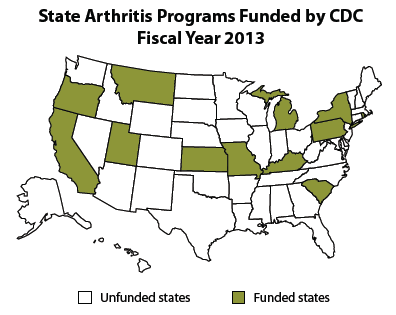 State Arthritis Programs Funded by CDC
Fiscal Year 2013
Unfunded states
Funded states